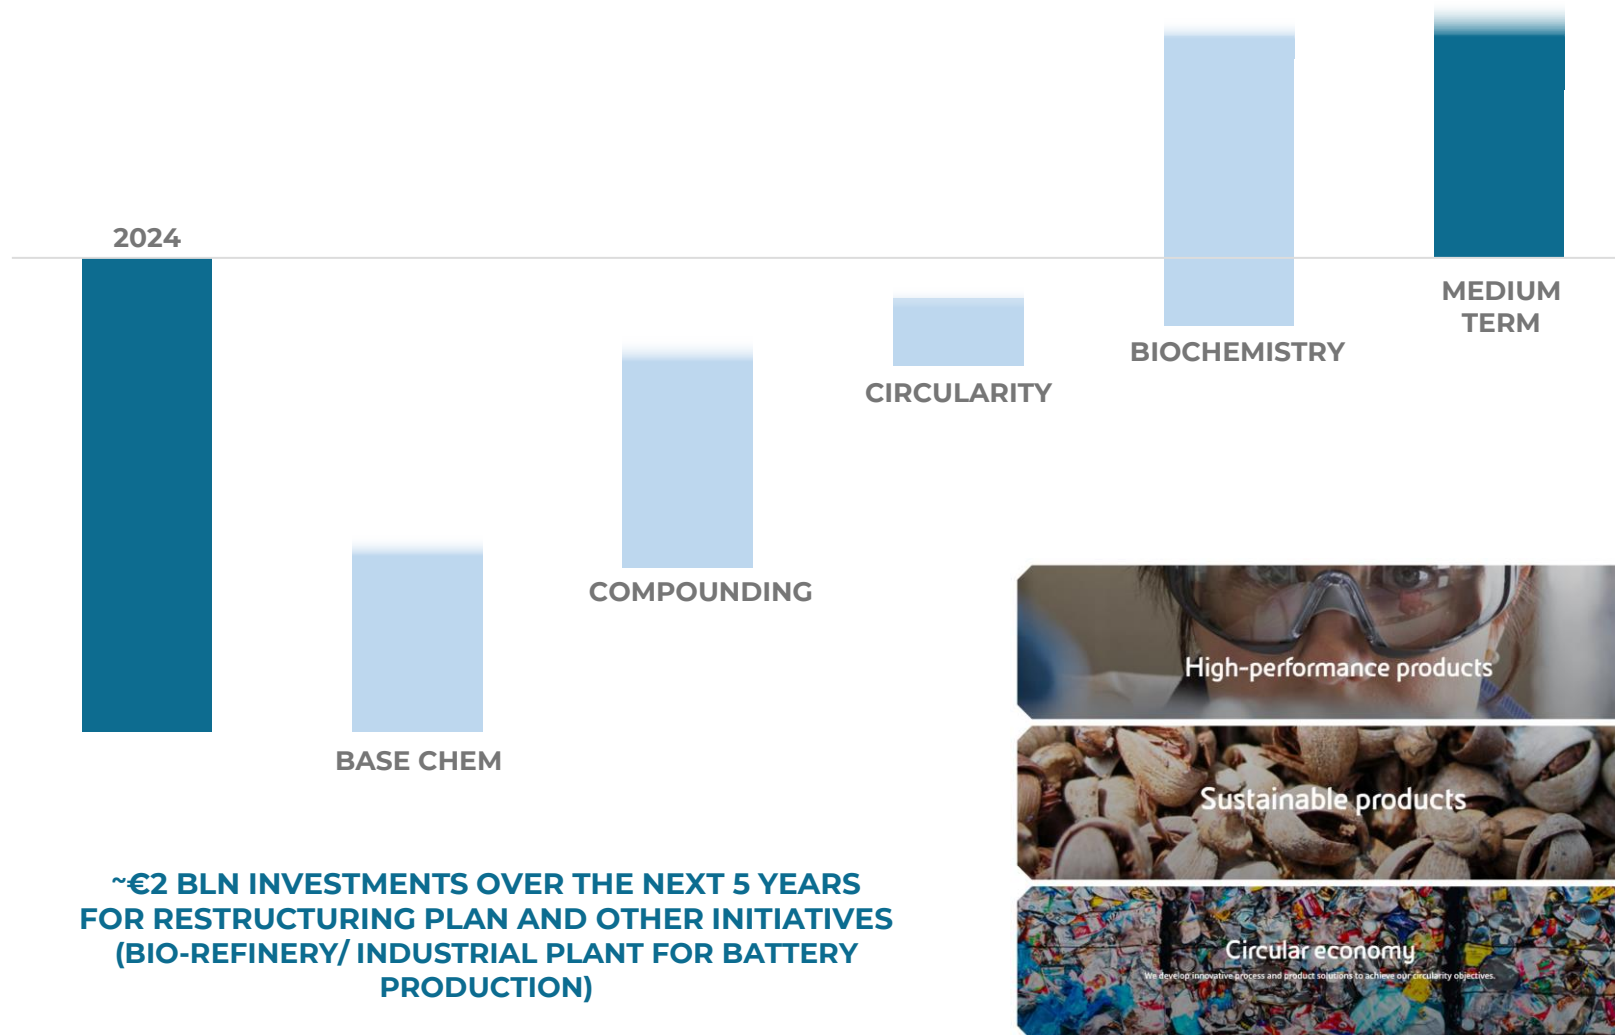 2024
BASE CHEM
COMPOUNDING
CIRCULARITY
BIOCHEMISTRY
MEDIUM
TERM
~€2 BLN INVESTMENTS OVER THE NEXT 5 YEARS
FOR RESTRUCTURING PLAN AND OTHER INITIATIVES
(BIO-REFINERY/ INDUSTRIAL PLANT FOR BATTERY
PRODUCTION)
High-performance products
Sustainable products
Circular economy
We develop innovative process and product solutions to achieve our circularity objectives.